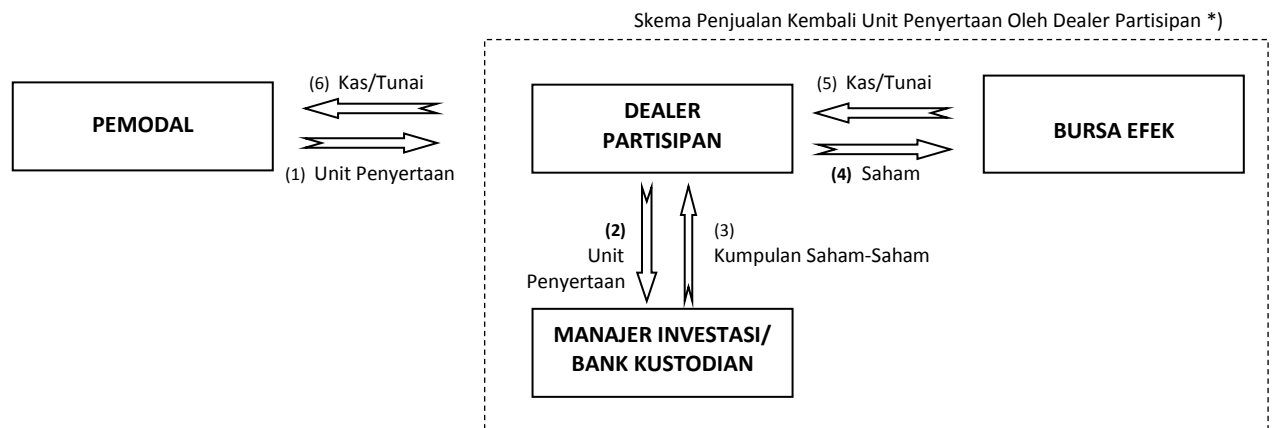 Skema Penjualan Kembali Unit Penyertaan Oleh Dealer Partisipan *)
(6) Kas/Tunai
(5) Kas/Tunai
PEMODAL
DEALER
PARTISIPAN
BURSA EFEK
(1) Unit Penyertaan
(4) Saham
(2)
Unit
Penyertaan
(3)
Kumpulan Saham-Saham
MANAJER INVESTASI/
BANK KUSTODIAN